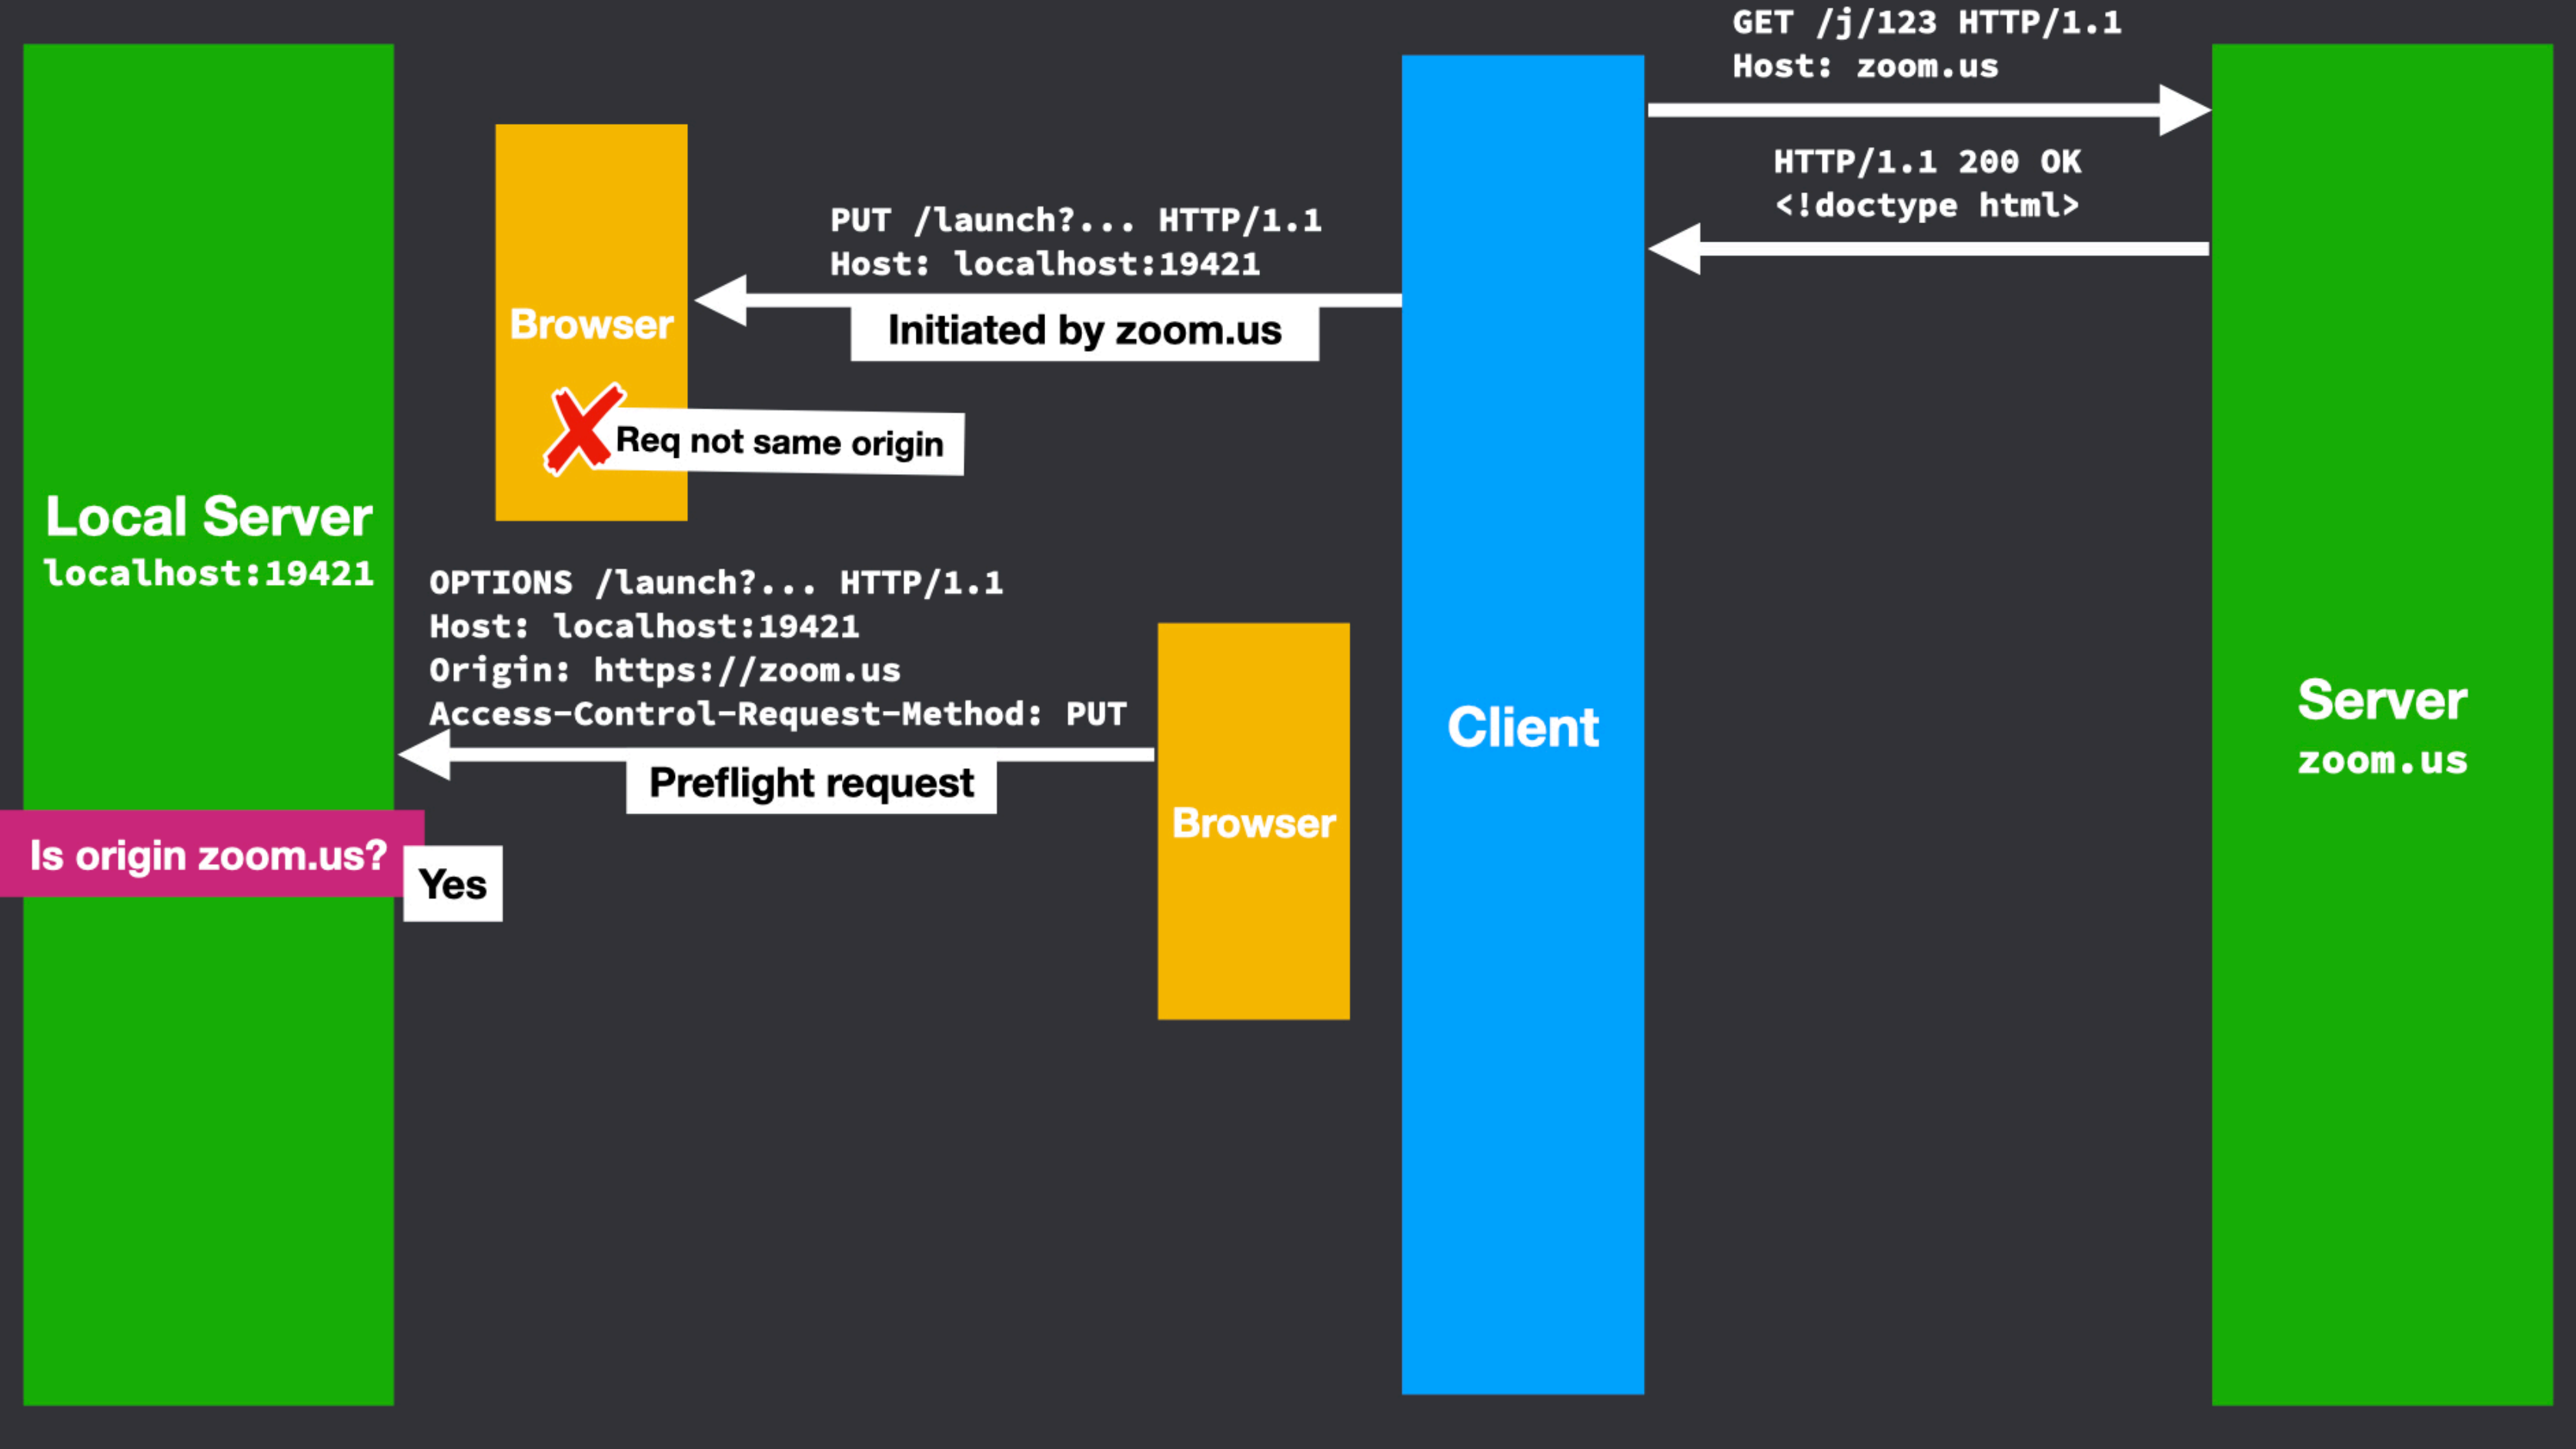 GET /j/123 HTTP/1.1
Host: zoom.us
HTTP/1.1 200 OK
<!doctype html>
PUT /launch?... HTTP/1.1
Host: localhost:19421
Initiated by zoom.us
Browser
Req not same origin
Local Server
localhost:19421
OPTIONS /launch?... HTTP/1.1
Host: localhost:19421
Origin: https://zoom.us
Access-Control-Request-Method: PUT
Preflight request
Browser
Is origin zoom.us?
Yes
Client
Server
zoom.us